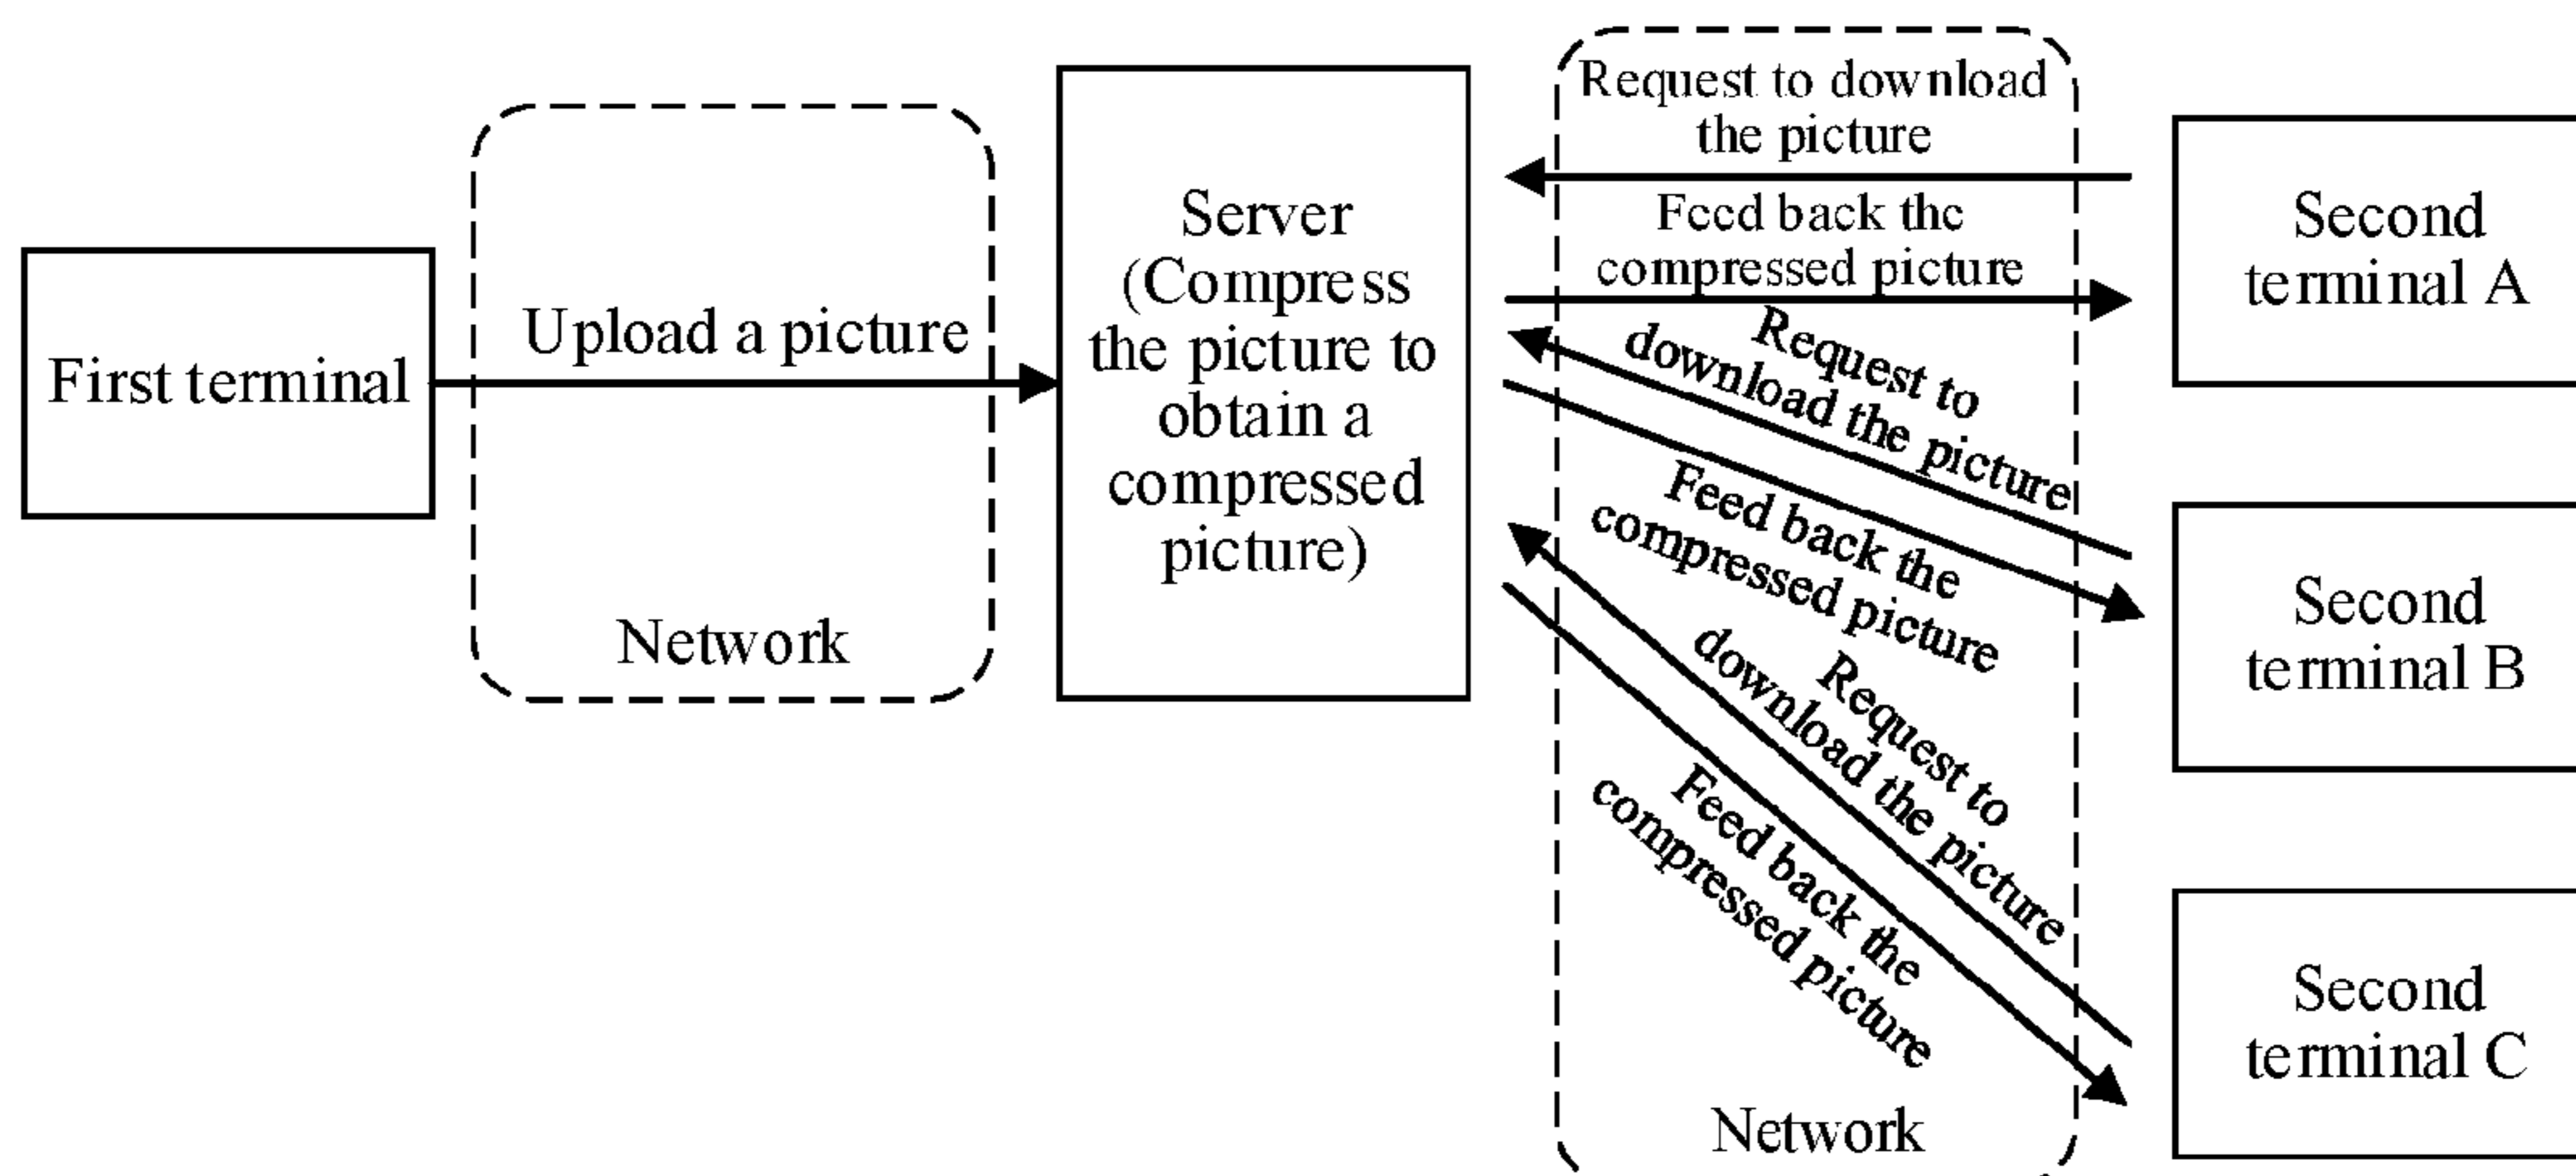 First terminal
Upload a picture
Network
Server
(Compress
the picture to
obtain a
compressed
picture)
Request to download
the picture
Feed back the
compressed picture
Request to
download the picture
Feed back the
compressed picture
Request to
download the picture
Feed back the
compressed picture
Network
Second
terminal A
Second
terminal B
Second
terminal C